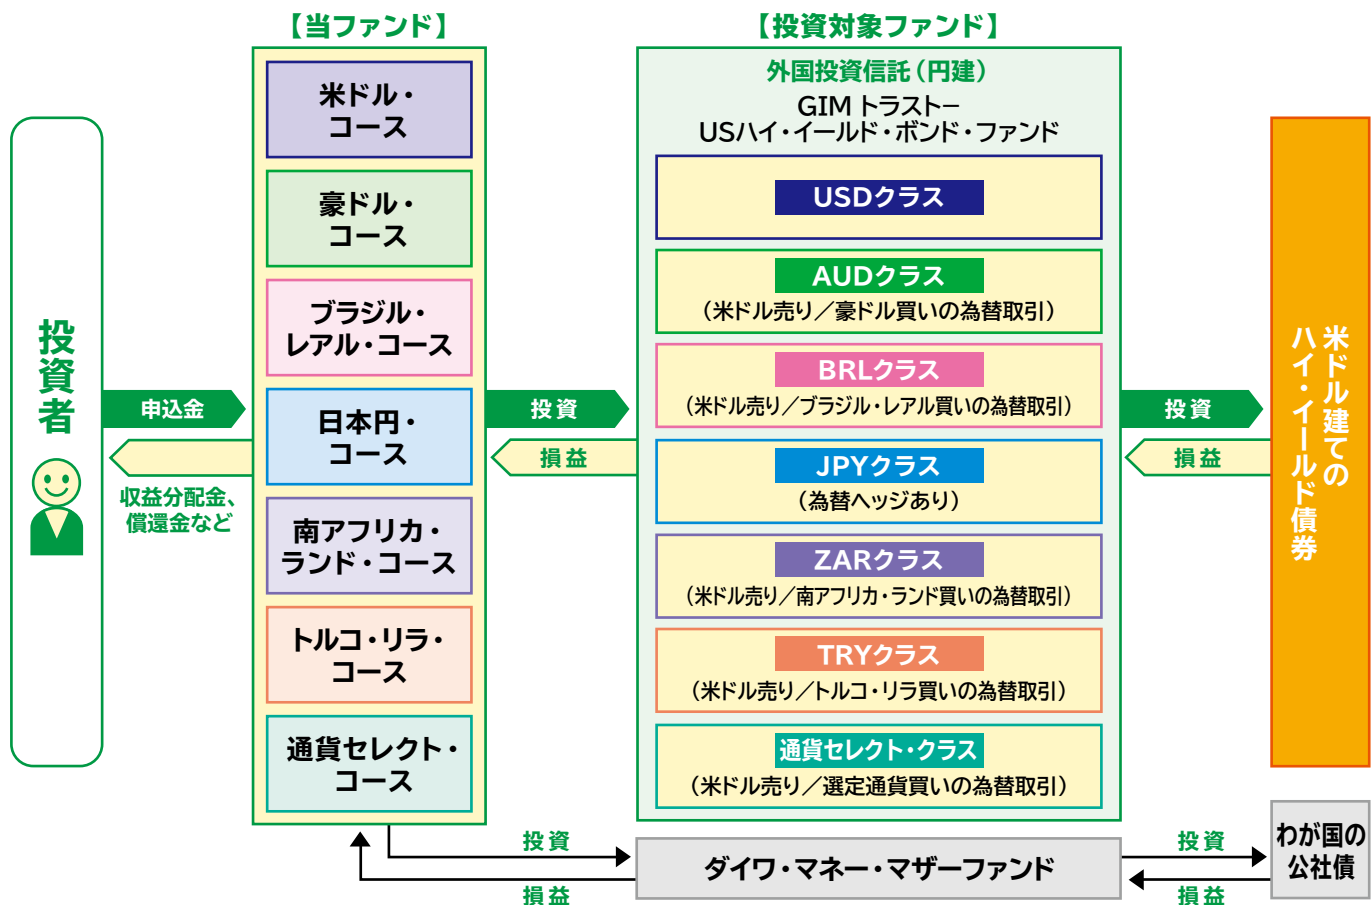 【当ファンド】
【投資対象ファンド】
投資者
申込金
収益分配金、
償還金など
米ドル・
コース
豪ドル・
コース
ブラジル・
レアル・コース
日本円・
コース
南アフリカ・
ランド・コース
トルコ・リラ・
コース
通貨セレクト・
コース
投資
損益
外国投資信託（円建）
GIM トラストー
USハイ・イールド・ボンド・ファンド
USDクラス
AUDクラス
（米ドル売り／豪ドル買いの為替取引）
BRLクラス
（米ドル売り／ブラジル・レアル買いの為替取引）
JPYクラス
（為替ヘッジあり）
ZARクラス
（米ドル売り／南アフリカ・ランド買いの為替取引）
TRYクラス
（米ドル売り／トルコ・リラ買いの為替取引）
通貨セレクト・クラス
（米ドル売り／選定通貨買いの為替取引）
投資
損益
米ドル建ての
ハイ・イールド債券
投資
損益
ダイワ・マネー・マザーファンド
投資
損益
わが国の
公社債